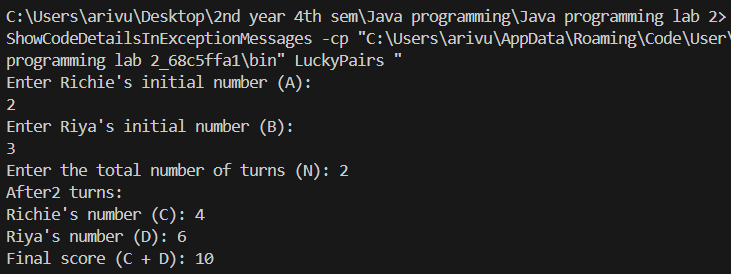 C:\Users\arivu\Desktop\2nd year 4th sem\Java programming\Java programming lab 2>
ShowCodeDetailsInExceptionMessages -cp "C:\Users\arivu\AppData\Roaming\Code\User\
programming lab 2_68c5ffa1\bin" LuckyPairs "
Enter Richie's initial number (A):
2
Enter Riya's initial number (B):
3
Enter the total number of turns (N): 2
After2 turns:
Richie's number (C): 4
Riya's number (D): 6
Final score (C + D): 10